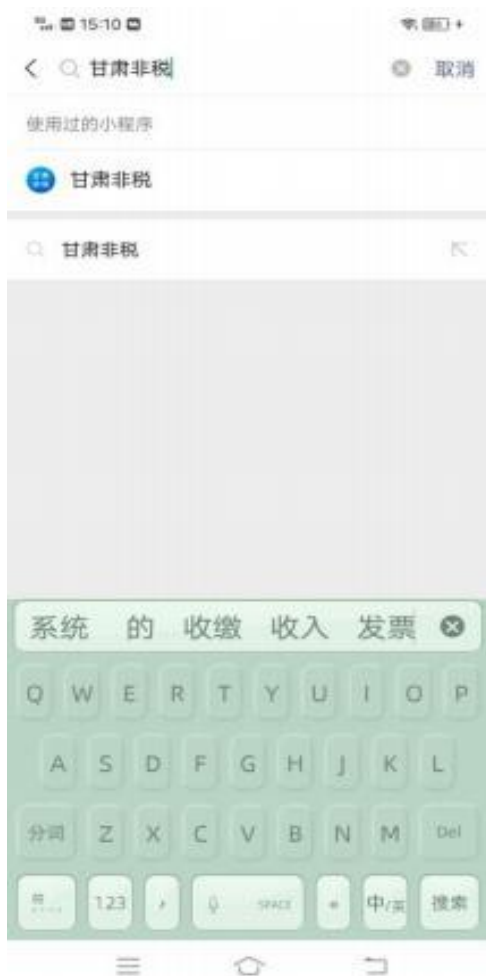 15:10
甘肃非税 取消
使用过的小程序
甘肃非税
甘肃非税
系统 的 收缴 收入 发票
Q W E R T Y U I O P
A S D F G H J K L
分词 Z X C V B N M Del
符 123 , SPACE 。 中/英 搜索